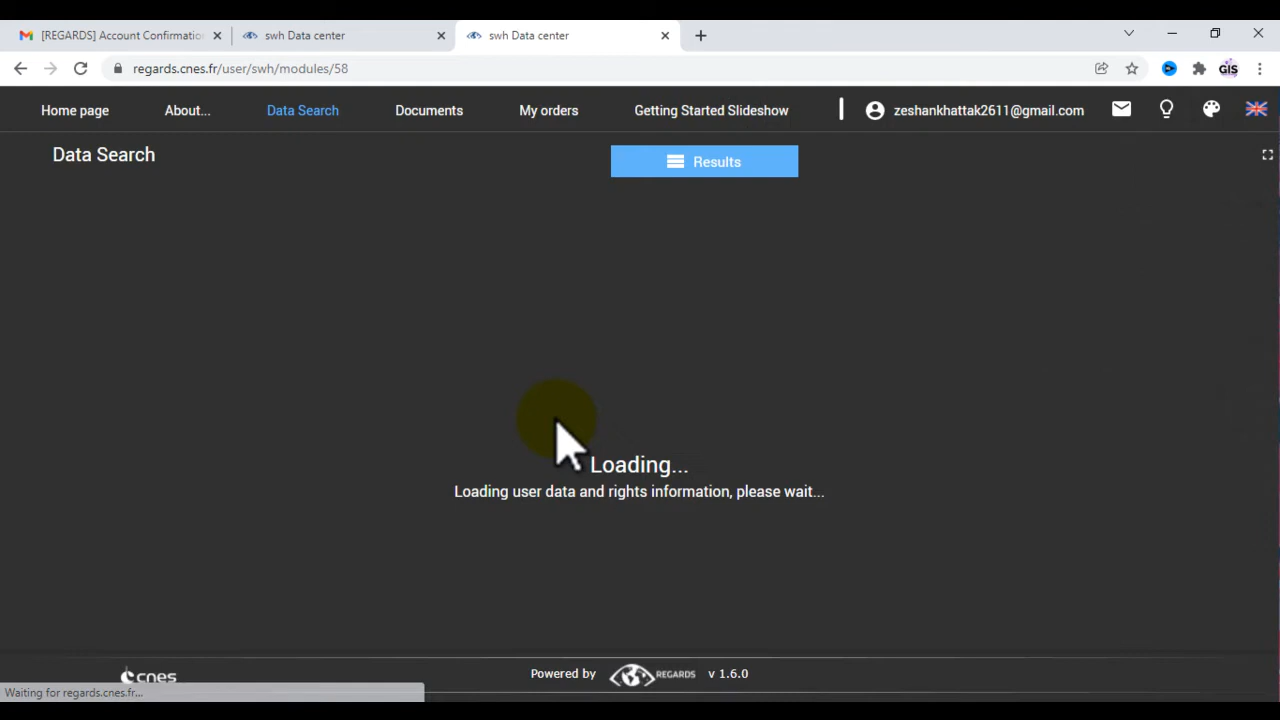 [REGARDS] Account Confirmatio
swh Data center
swh Data center
regards.cnes.fr/user/swh/modules/58
GIS
Home page
About...
Data Search
Documents
My orders
Getting Started Slideshow
zeshankhattak2611@gmail.com
Data Search
Results
Loading...
Loading user data and rights information, please wait...
cnes
Powered by
REGARDS
v 1.6.0
Waiting for regards.cnes.fr...